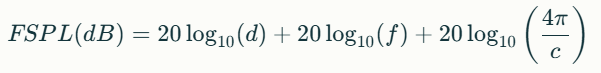 FSPL(dB) = 20 log₁₀(d) + 20 log₁₀(f) + 20 log₁₀(4π/c)